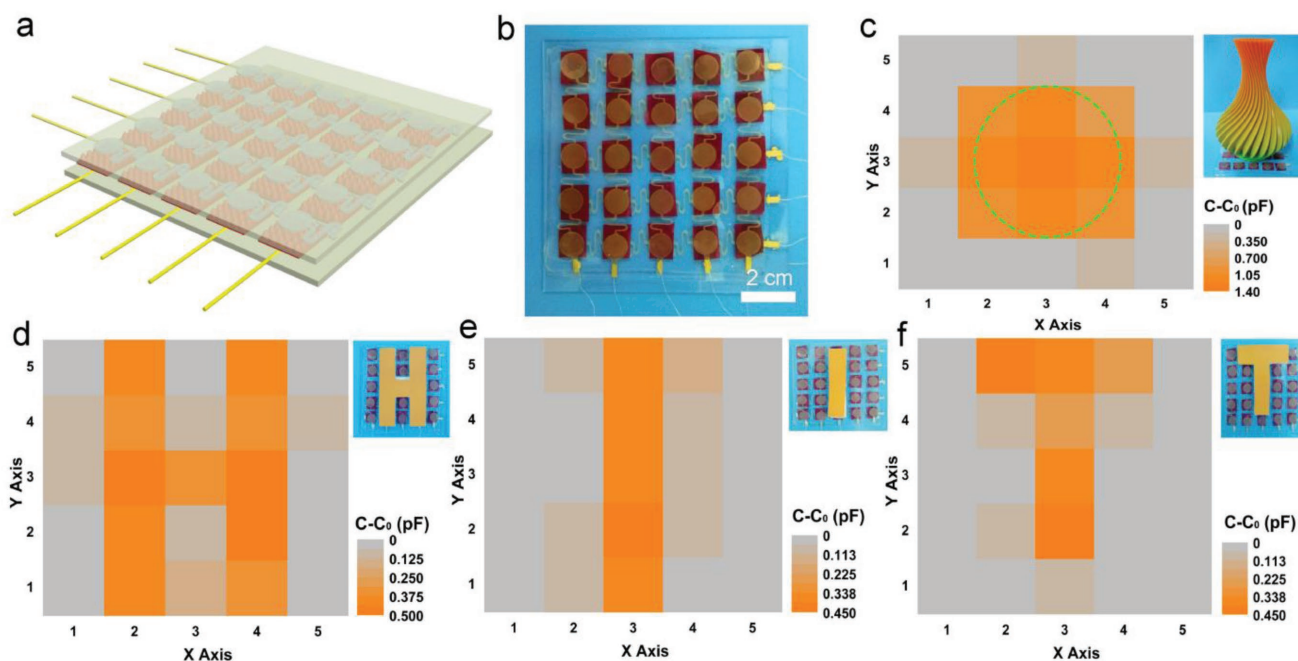 a
b
2 cm
c
Y Axis
5
4
3
2
1
1 2 3 4 5
X Axis
C-C₀ (pF)
0
0.350
0.700
1.05
1.40
d
Y Axis
5
4
3
2
1
1 2 3 4 5
X Axis
C-C₀ (pF)
0
0.125
0.250
0.375
0.500
H
e
Y Axis
5
4
3
2
1
1 2 3 4 5
X Axis
C-C₀ (pF)
0
0.113
0.225
0.338
0.450
I
f
Y Axis
5
4
3
2
1
1 2 3 4 5
X Axis
C-C₀ (pF)
0
0.113
0.225
0.338
0.450
T